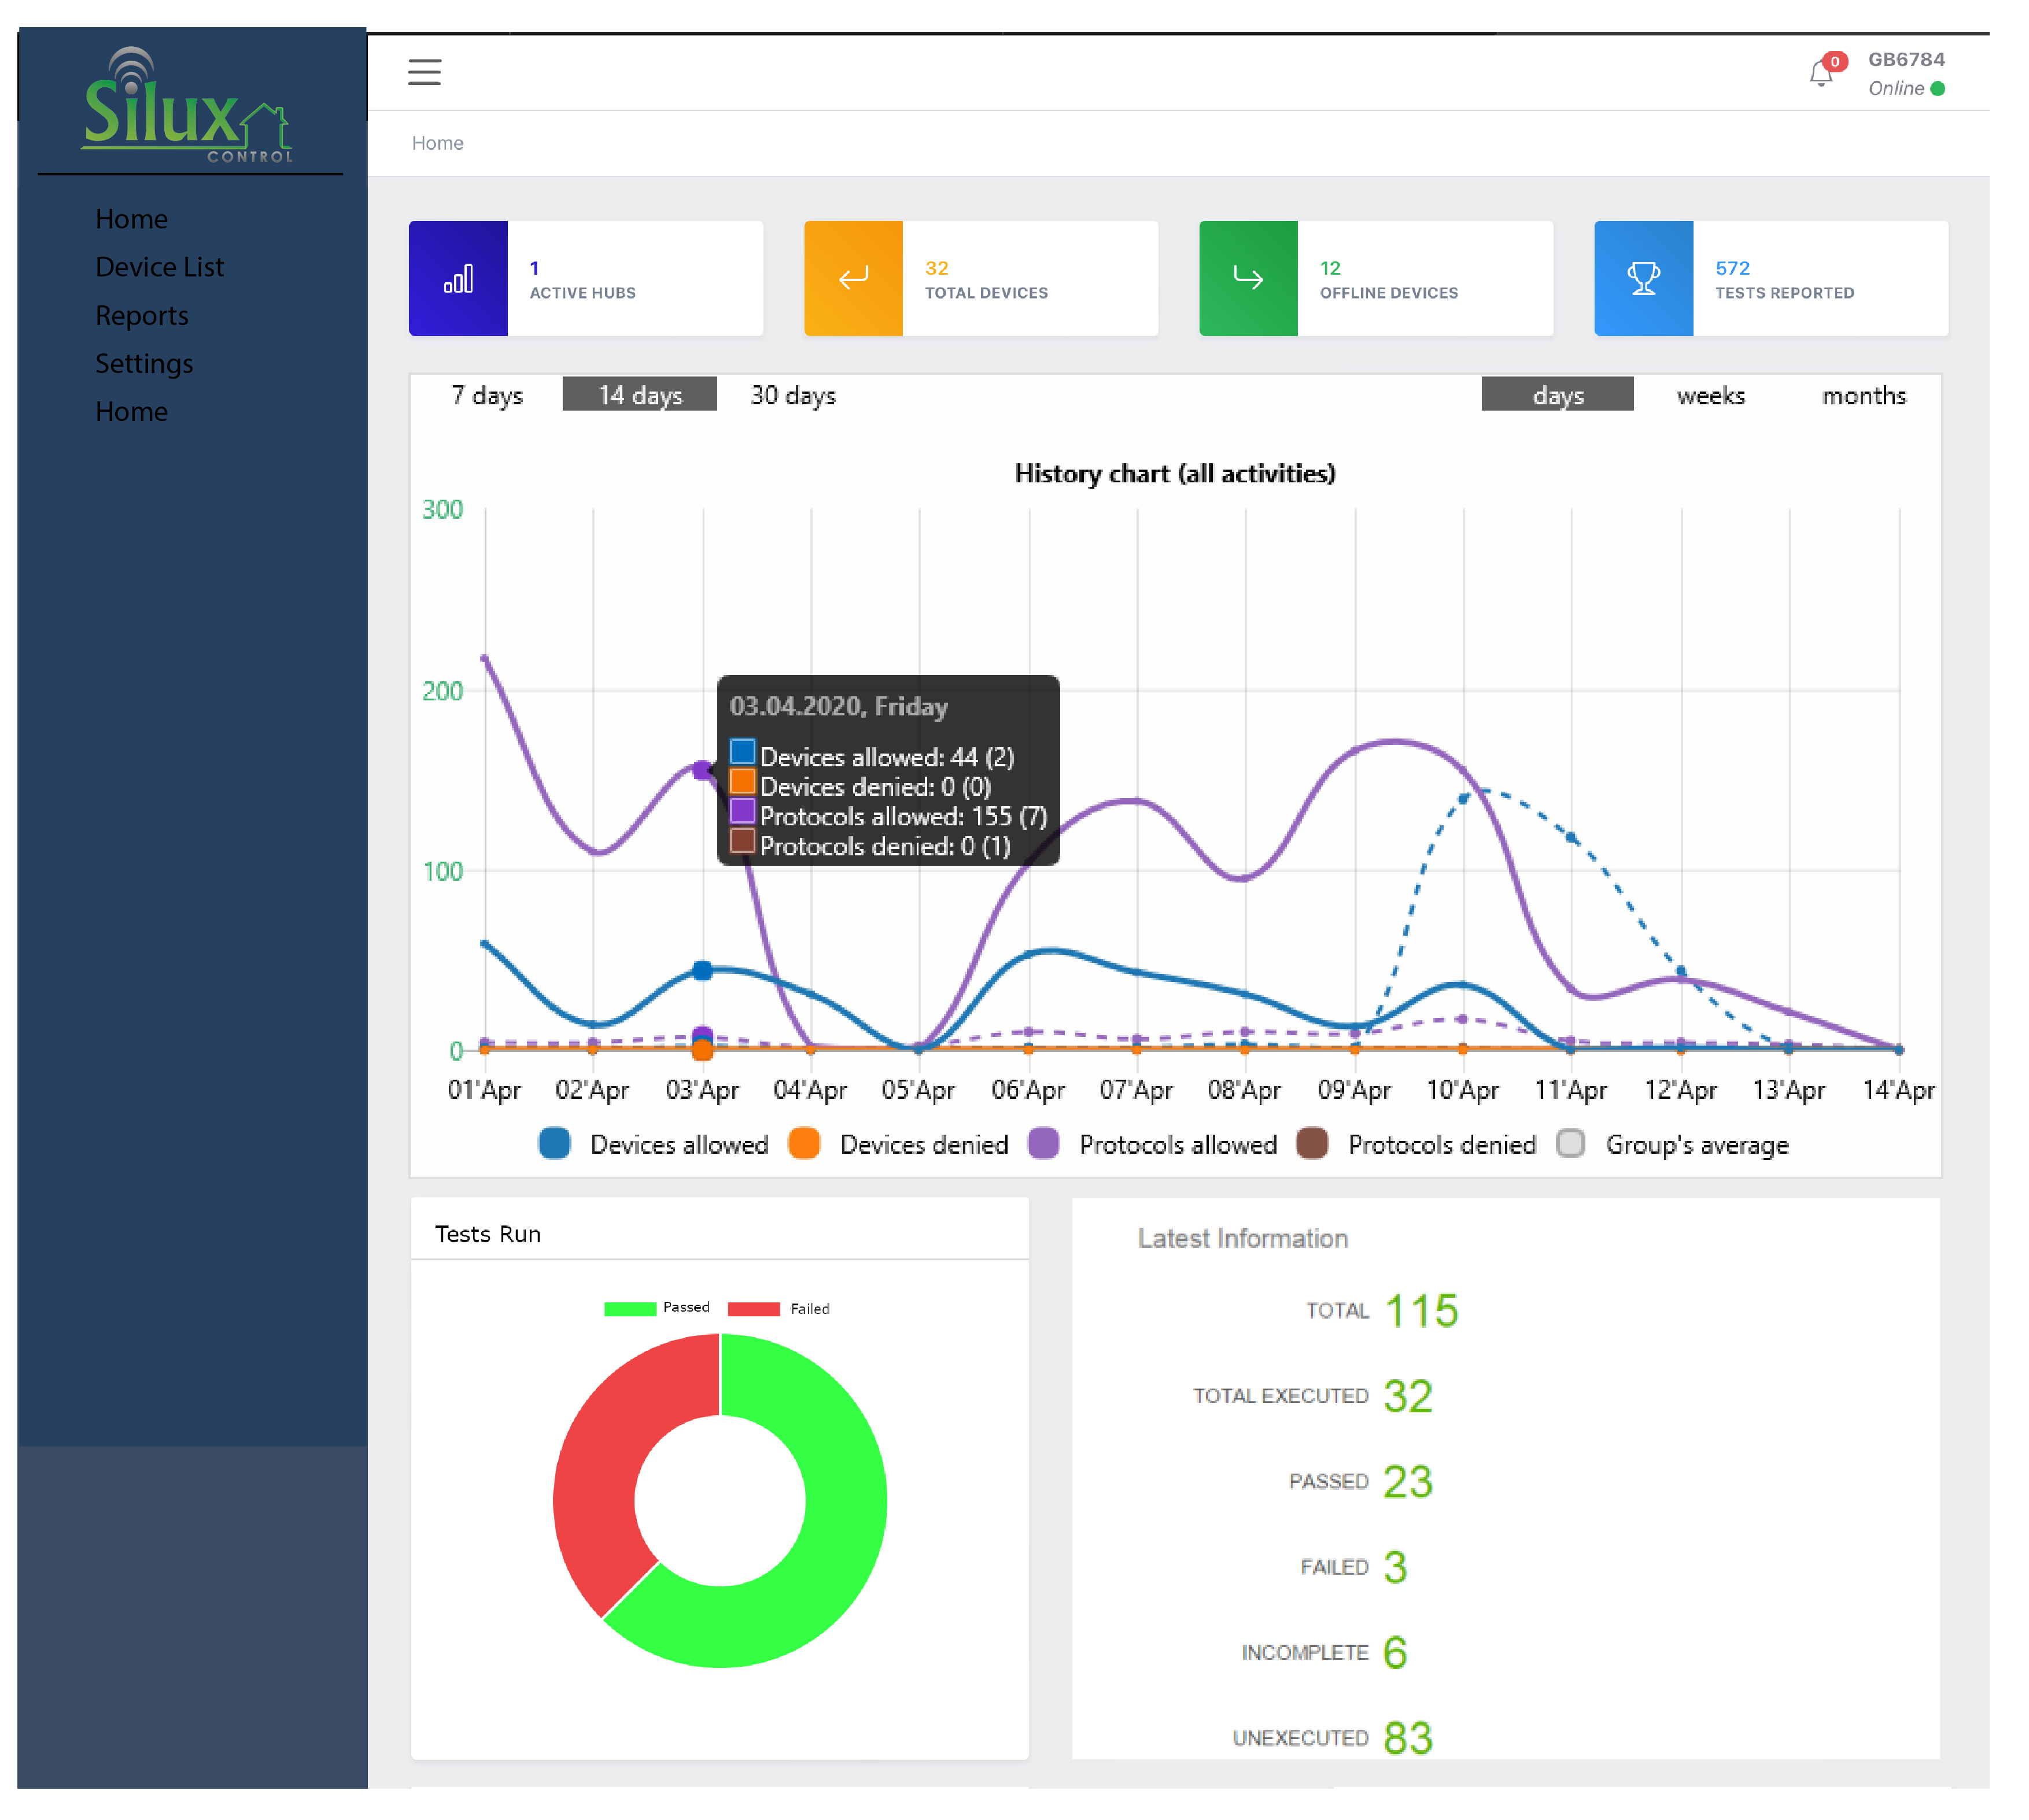 Silux
CONTROL
Home
Device List
Reports
Settings
Home
0
GB6784
Online
Home
1
ACTIVE HUBS
32
TOTAL DEVICES
12
OFFLINE DEVICES
572
TESTS REPORTED
7 days 14 days 30 days days weeks months
History chart (all activities)
300
200
100
0
03.04.2020, Friday
Devices allowed: 44 (2)
Devices denied: 0 (0)
Protocols allowed: 155 (7)
Protocols denied: 0 (1)
01'Apr 02'Apr 03'Apr 04'Apr 05'Apr 06'Apr 07'Apr 08'Apr 09'Apr 10'Apr 11'Apr 12'Apr 13'Apr 14'Apr
Devices allowed Devices denied Protocols allowed Protocols denied Group's average
Tests Run
Passed Failed
Latest Information
TOTAL 115
TOTAL EXECUTED 32
PASSED 23
FAILED 3
INCOMPLETE 6
UNEXECUTED 83